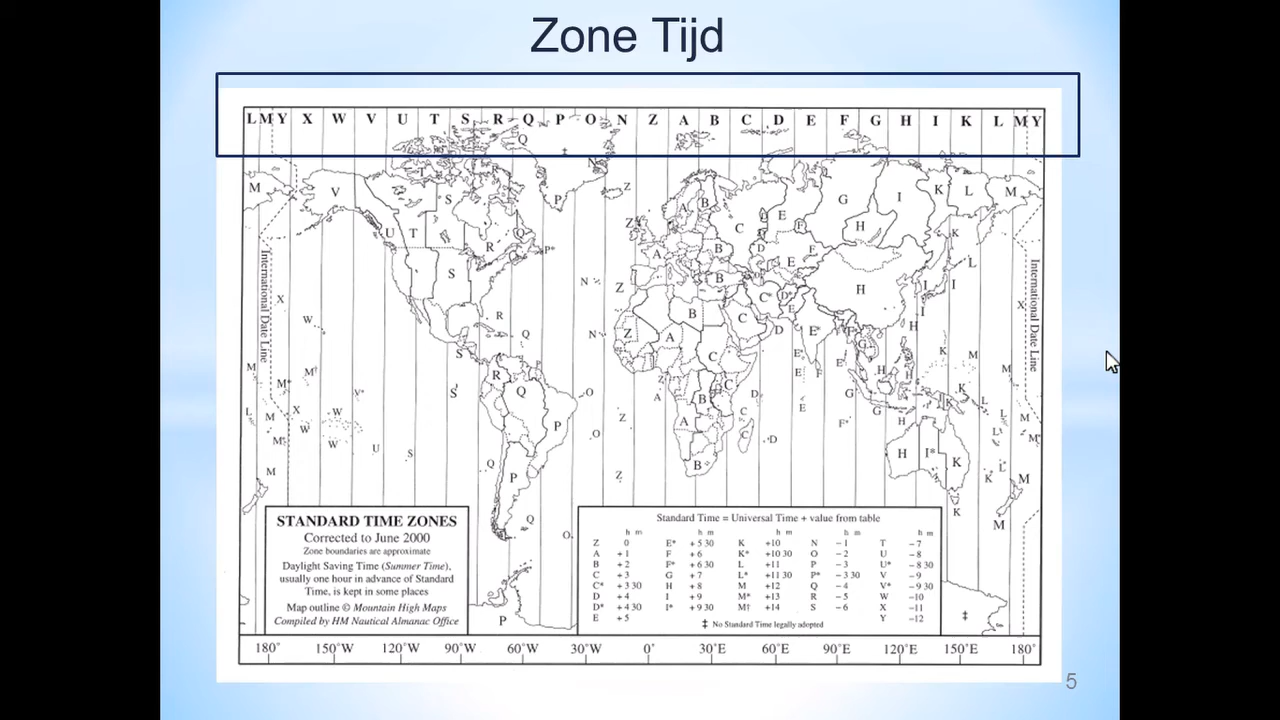 Zone Tijd
L M Y X W V U T S R Q P O N Z A B C D E F G H I K L M Y
International Date Line
International Date Line
STANDARD TIME ZONES
Corrected to June 2000
Zone boundaries are approximate
Daylight Saving Time (Summer Time),
usually one hour in advance of Standard
Time, is kept in some places
Map outline © Mountain High Maps
Compiled by HM Nautical Almanac Office
Standard Time = Universal Time + value from table
h m h m h m h m h m
Z 0 E* + 5 30 K +10 N − 1 T − 7
A + 1 F + 6 K* +10 30 O − 2 U − 8
B + 2 F* + 6 30 L +11 P − 3 U* − 8 30
C + 3 G + 7 L* +11 30 P* − 3 30 V − 9
C* + 3 30 H + 8 M +12 Q − 4 V* − 9 30
D + 4 I + 9 M* +13 R − 5 W −10
D* + 4 30 I* + 9 30 M† +14 S − 6 X −11
E + 5 Y −12
‡ No Standard Time legally adopted
180° 150°W 120°W 90°W 60°W 30°W 0° 30°E 60°E 90°E 120°E 150°E 180°
5